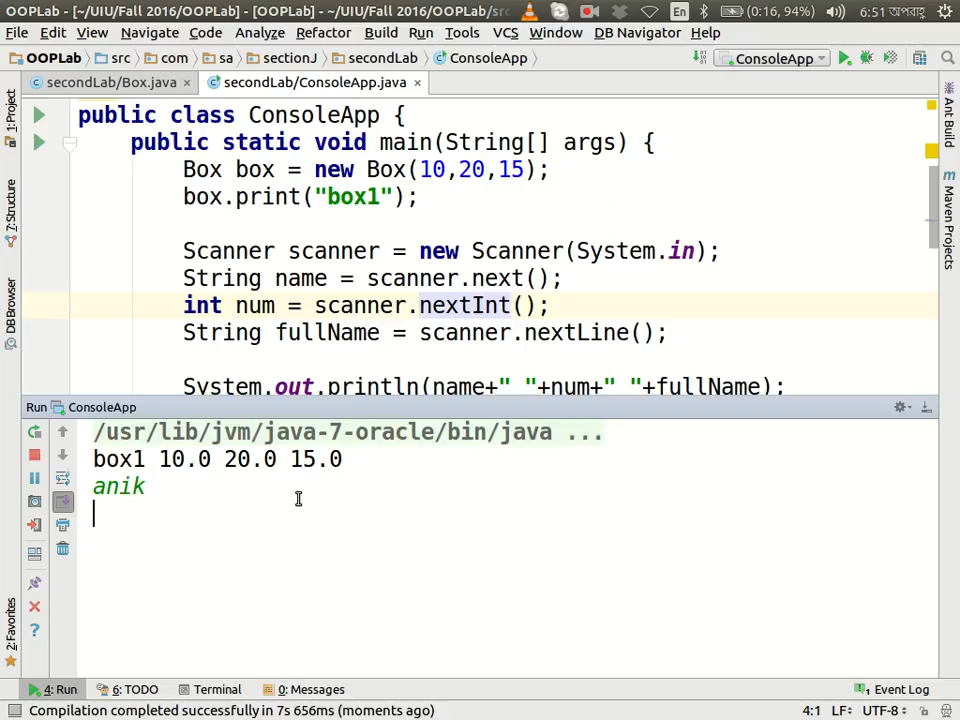 OOPLab - [~/UIU/Fall 2016/OOPLab] - [OOPLab] - ~/UIU/Fall 2016/OOPLab/src
En (0:16, 94%) 6:51 অপরাহ্ণ
File Edit View Navigate Code Analyze Refactor Build Run Tools VCS Window DB Navigator Help
OOPLab src com sa sectionJ secondLab ConsoleApp ConsoleApp
secondLab/Box.java secondLab/ConsoleApp.java
public class ConsoleApp {
public static void main(String[] args) {
Box box = new Box(10,20,15);
box.print("box1");
Scanner scanner = new Scanner(System.in);
String name = scanner.next();
int num = scanner.nextInt();
String fullName = scanner.nextLine();
System.out.println(name+" "+num+" "+fullName);
Run ConsoleApp
/usr/lib/jvm/java-7-oracle/bin/java ...
box1 10.0 20.0 15.0
anik
1: Project
7: Structure
DB Browser
2: Favorites
Ant Build
Maven Projects
4: Run 6: TODO Terminal 0: Messages 1 Event Log
Compilation completed successfully in 7s 656ms (moments ago) 4:1 LF UTF-8